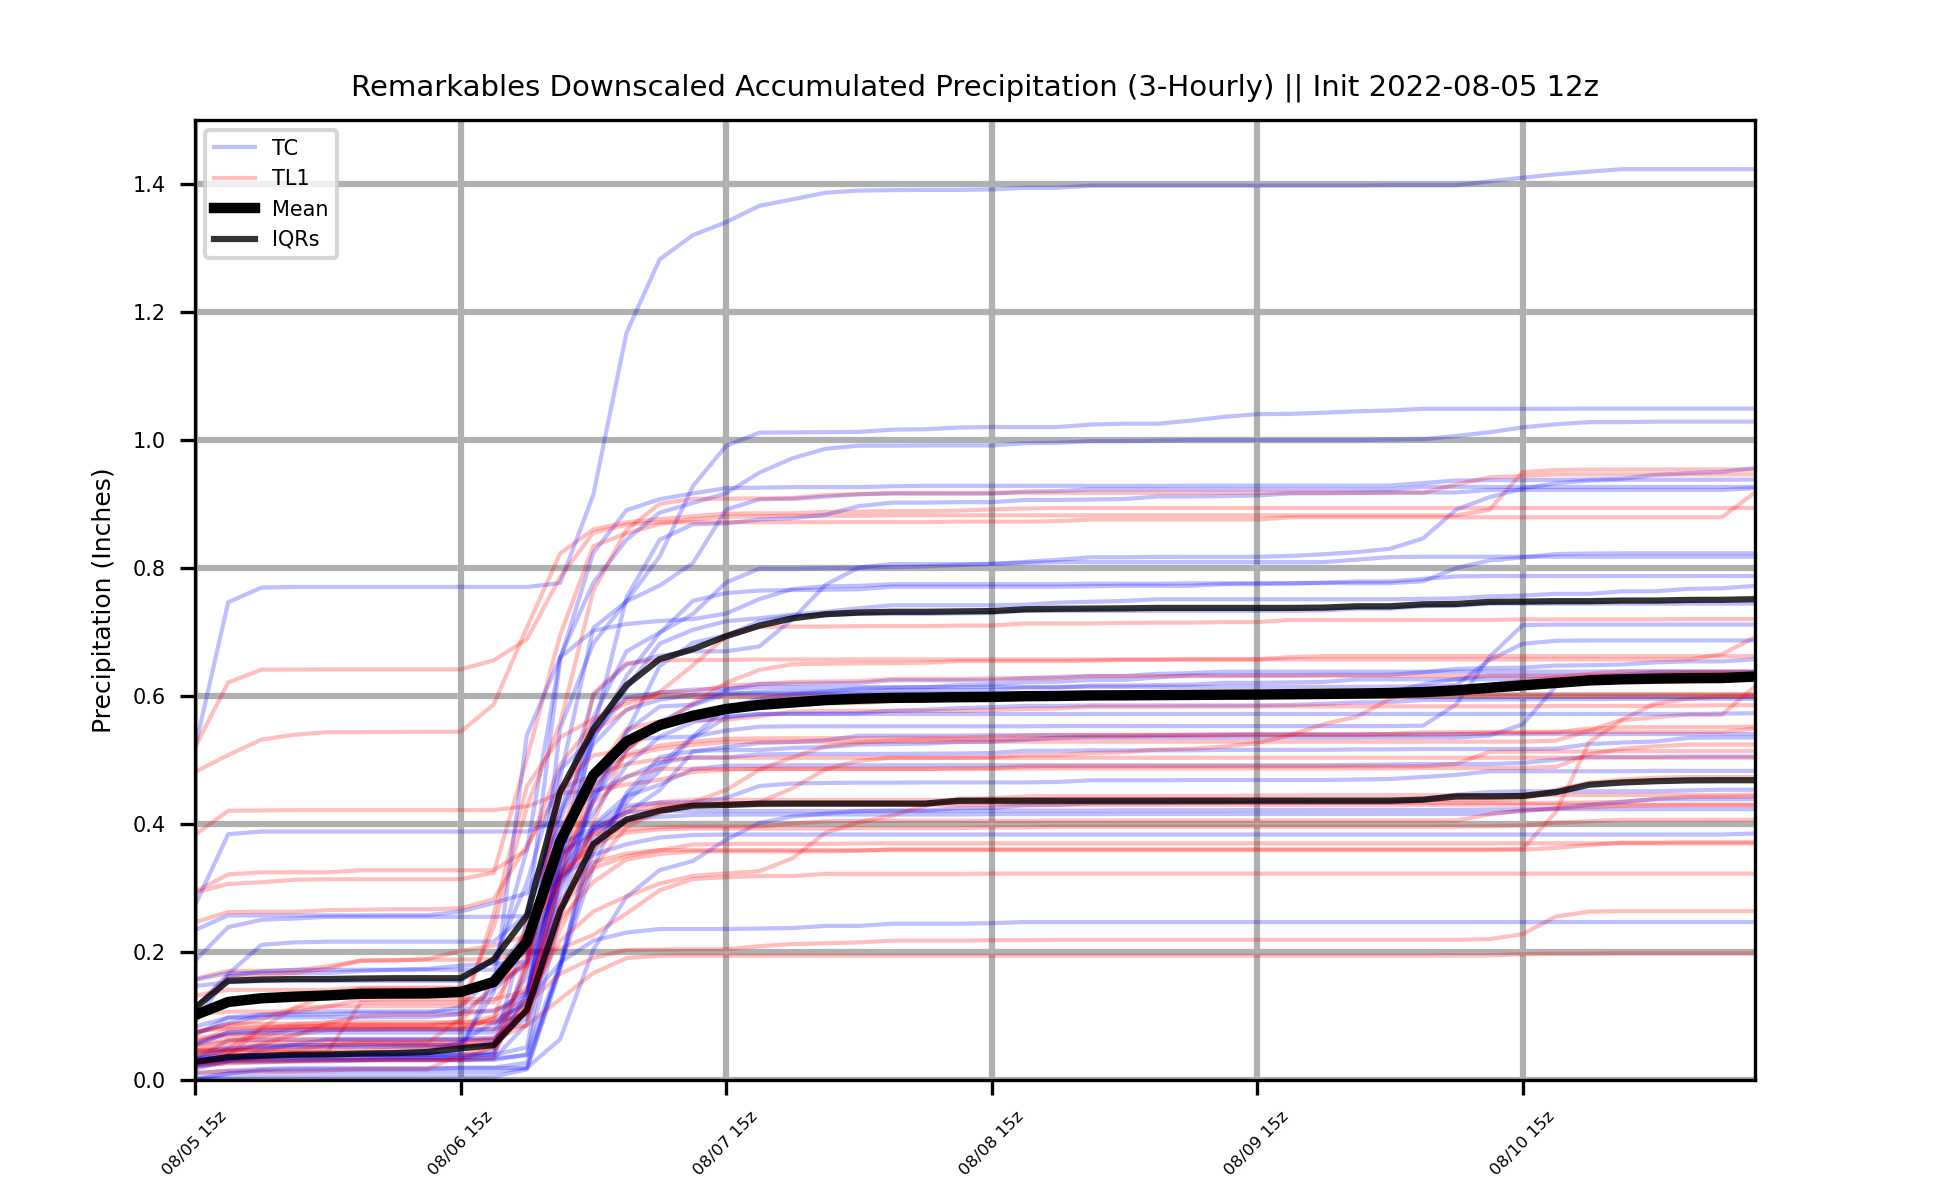 Remarkables Downscaled Accumulated Precipitation (3-Hourly) || Init 2022-08-05 12z
TC
TL1
Mean
IQRs
Precipitation (Inches)
1.4
1.2
1.0
0.8
0.6
0.4
0.2
0.0
08/05 15z
08/06 15z
08/07 15z
08/08 15z
08/09 15z
08/10 15z